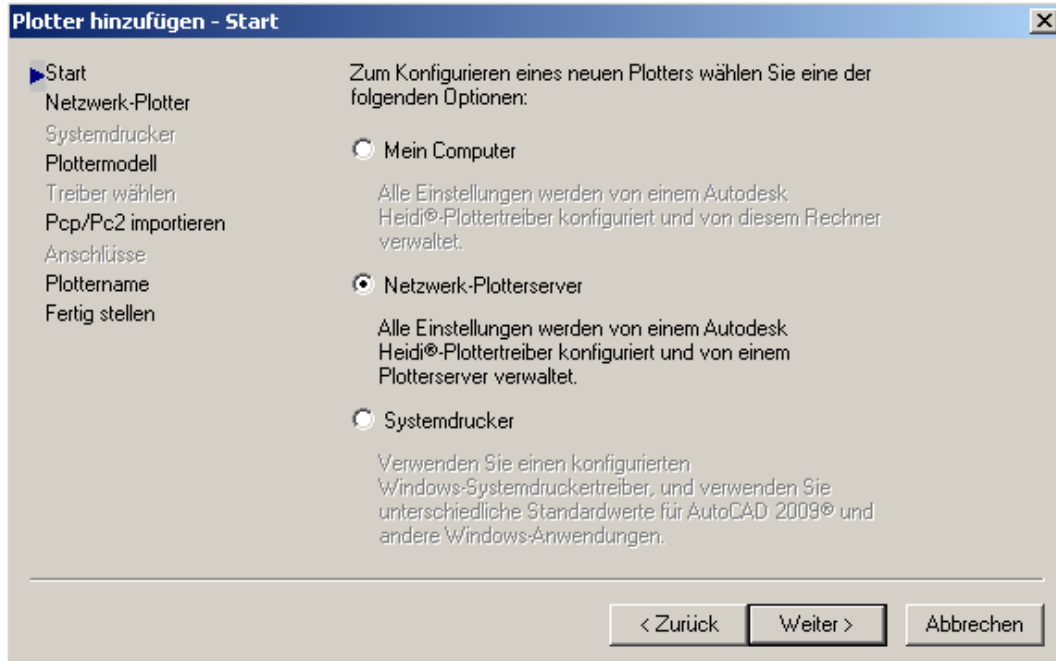 Plotter hinzufügen - Start
Start
Netzwerk-Plotter
Systemdrucker
Plottermodell
Treiber wählen
Pcp/Pc2 importieren
Anschlüsse
Plottername
Fertig stellen
Zum Konfigurieren eines neuen Plotters wählen Sie eine der
folgenden Optionen:
Mein Computer
Alle Einstellungen werden von einem Autodesk
Heidi®-Plottertreiber konfiguriert und von diesem Rechner
verwaltet.
Netzwerk-Plotterserver
Alle Einstellungen werden von einem Autodesk
Heidi®-Plottertreiber konfiguriert und von einem
Plotterserver verwaltet.
Systemdrucker
Verwenden Sie einen konfigurierten
Windows-Systemdruckertreiber, und verwenden Sie
unterschiedliche Standardwerte für AutoCAD 2009® und
andere Windows-Anwendungen.
< Zurück
Weiter >
Abbrechen